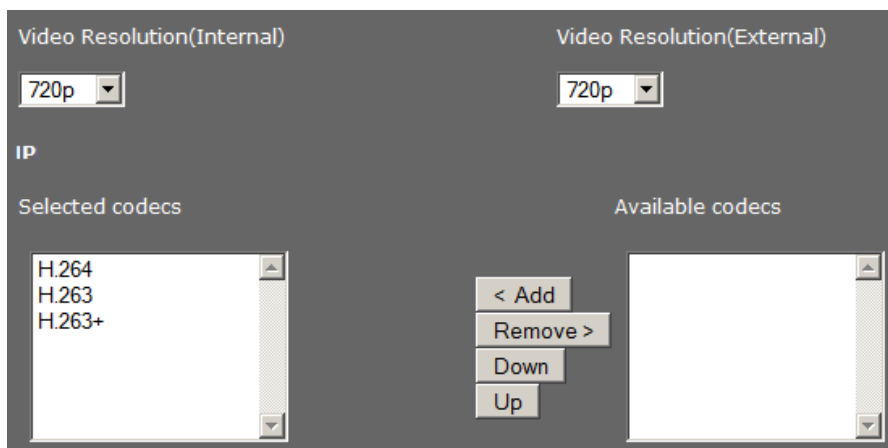 Video Resolution(Internal)
Video Resolution(External)
720p
720p
IP
Selected codecs
Available codecs
H.264
H.263
H.263+
< Add
Remove >
Down
Up